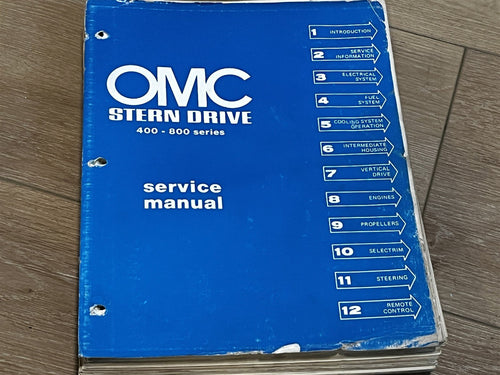 OMC
STERN DRIVE
400 - 800 series
service
manual
1 INTRODUCTION
2 SERVICE
INFORMATION
3 ELECTRICAL
SYSTEM
4 FUEL
SYSTEM
5 COOLING SYSTEM
OPERATION
6 INTERMEDIATE
HOUSING
7 VERTICAL
DRIVE
8 ENGINES
9 PROPELLERS
10 SELECTRIM
11 STEERING
12 REMOTE
CONTROL